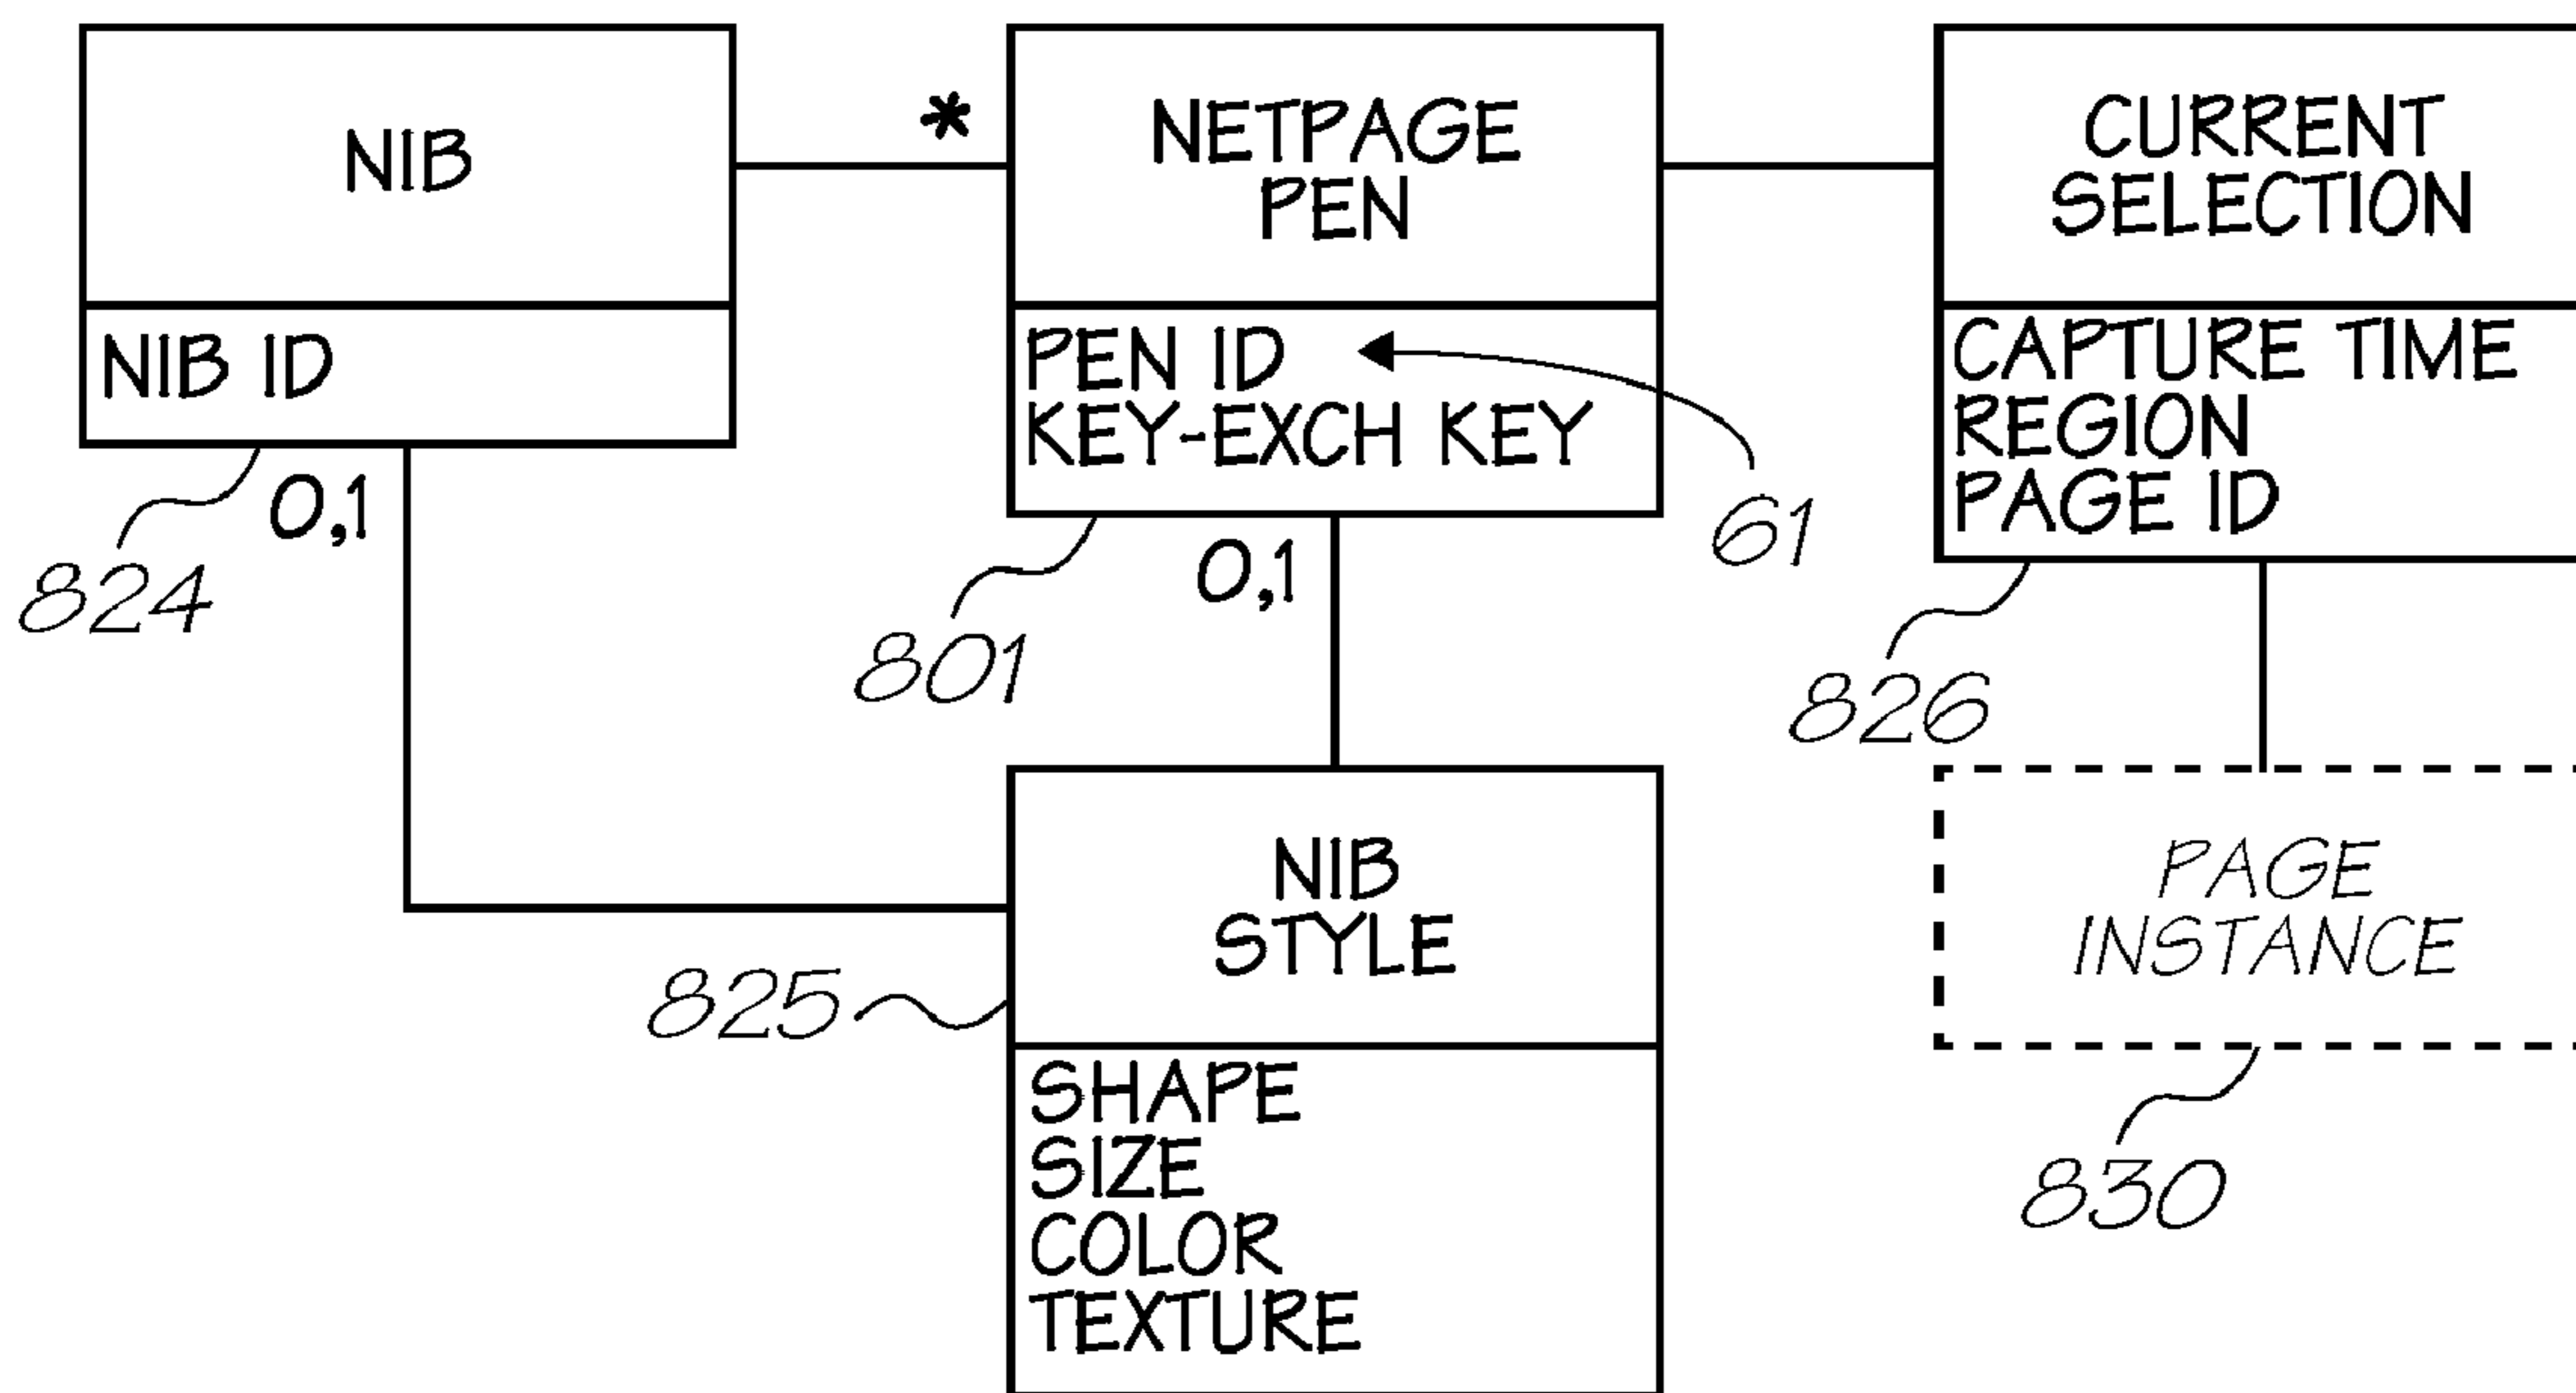 NIB
NIB ID
824
0,1
*
NETPAGE
PEN
PEN ID
KEY-EXCH KEY
61
801
0,1
CURRENT
SELECTION
CAPTURE TIME
REGION
PAGE ID
826
NIB
STYLE
825
SHAPE
SIZE
COLOR
TEXTURE
PAGE
INSTANCE
830